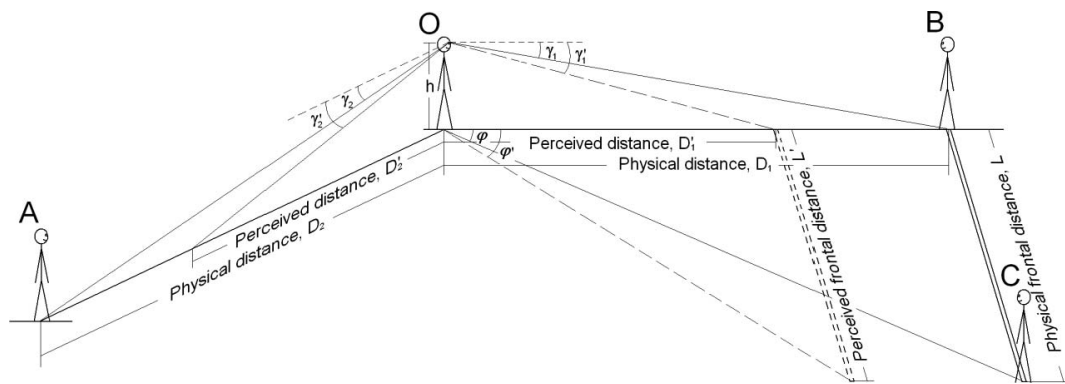 O
B
γ₁
γ₁′
h
γ₂
γ₂′
φ
φ′
Perceived distance, D₁′
Physical distance, D₁
A
Perceived distance, D₂′
Physical distance, D₂
Perceived frontal distance, L′
Physical frontal distance, L
C